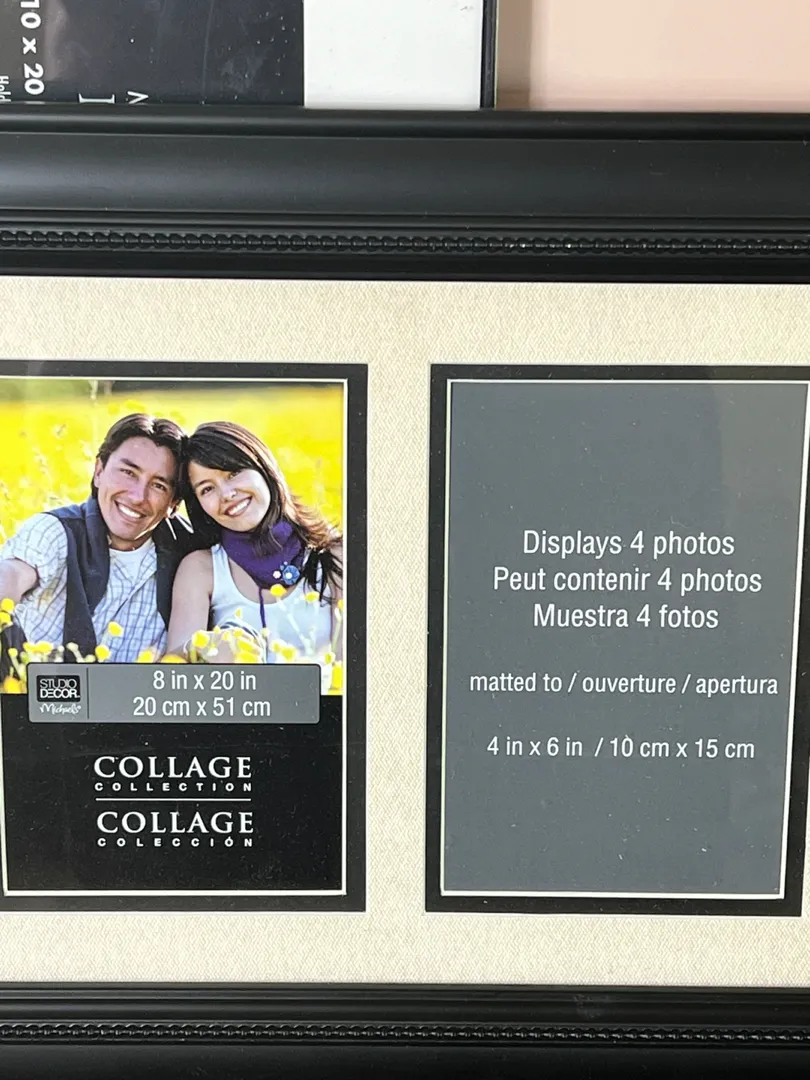 10 x 20
STUDIO
DECOR.
Michaels®
8 in x 20 in
20 cm x 51 cm
COLLAGE
COLLECTION
COLLAGE
COLECCIÓN
Displays 4 photos
Peut contenir 4 photos
Muestra 4 fotos
matted to / ouverture / apertura
4 in x 6 in / 10 cm x 15 cm